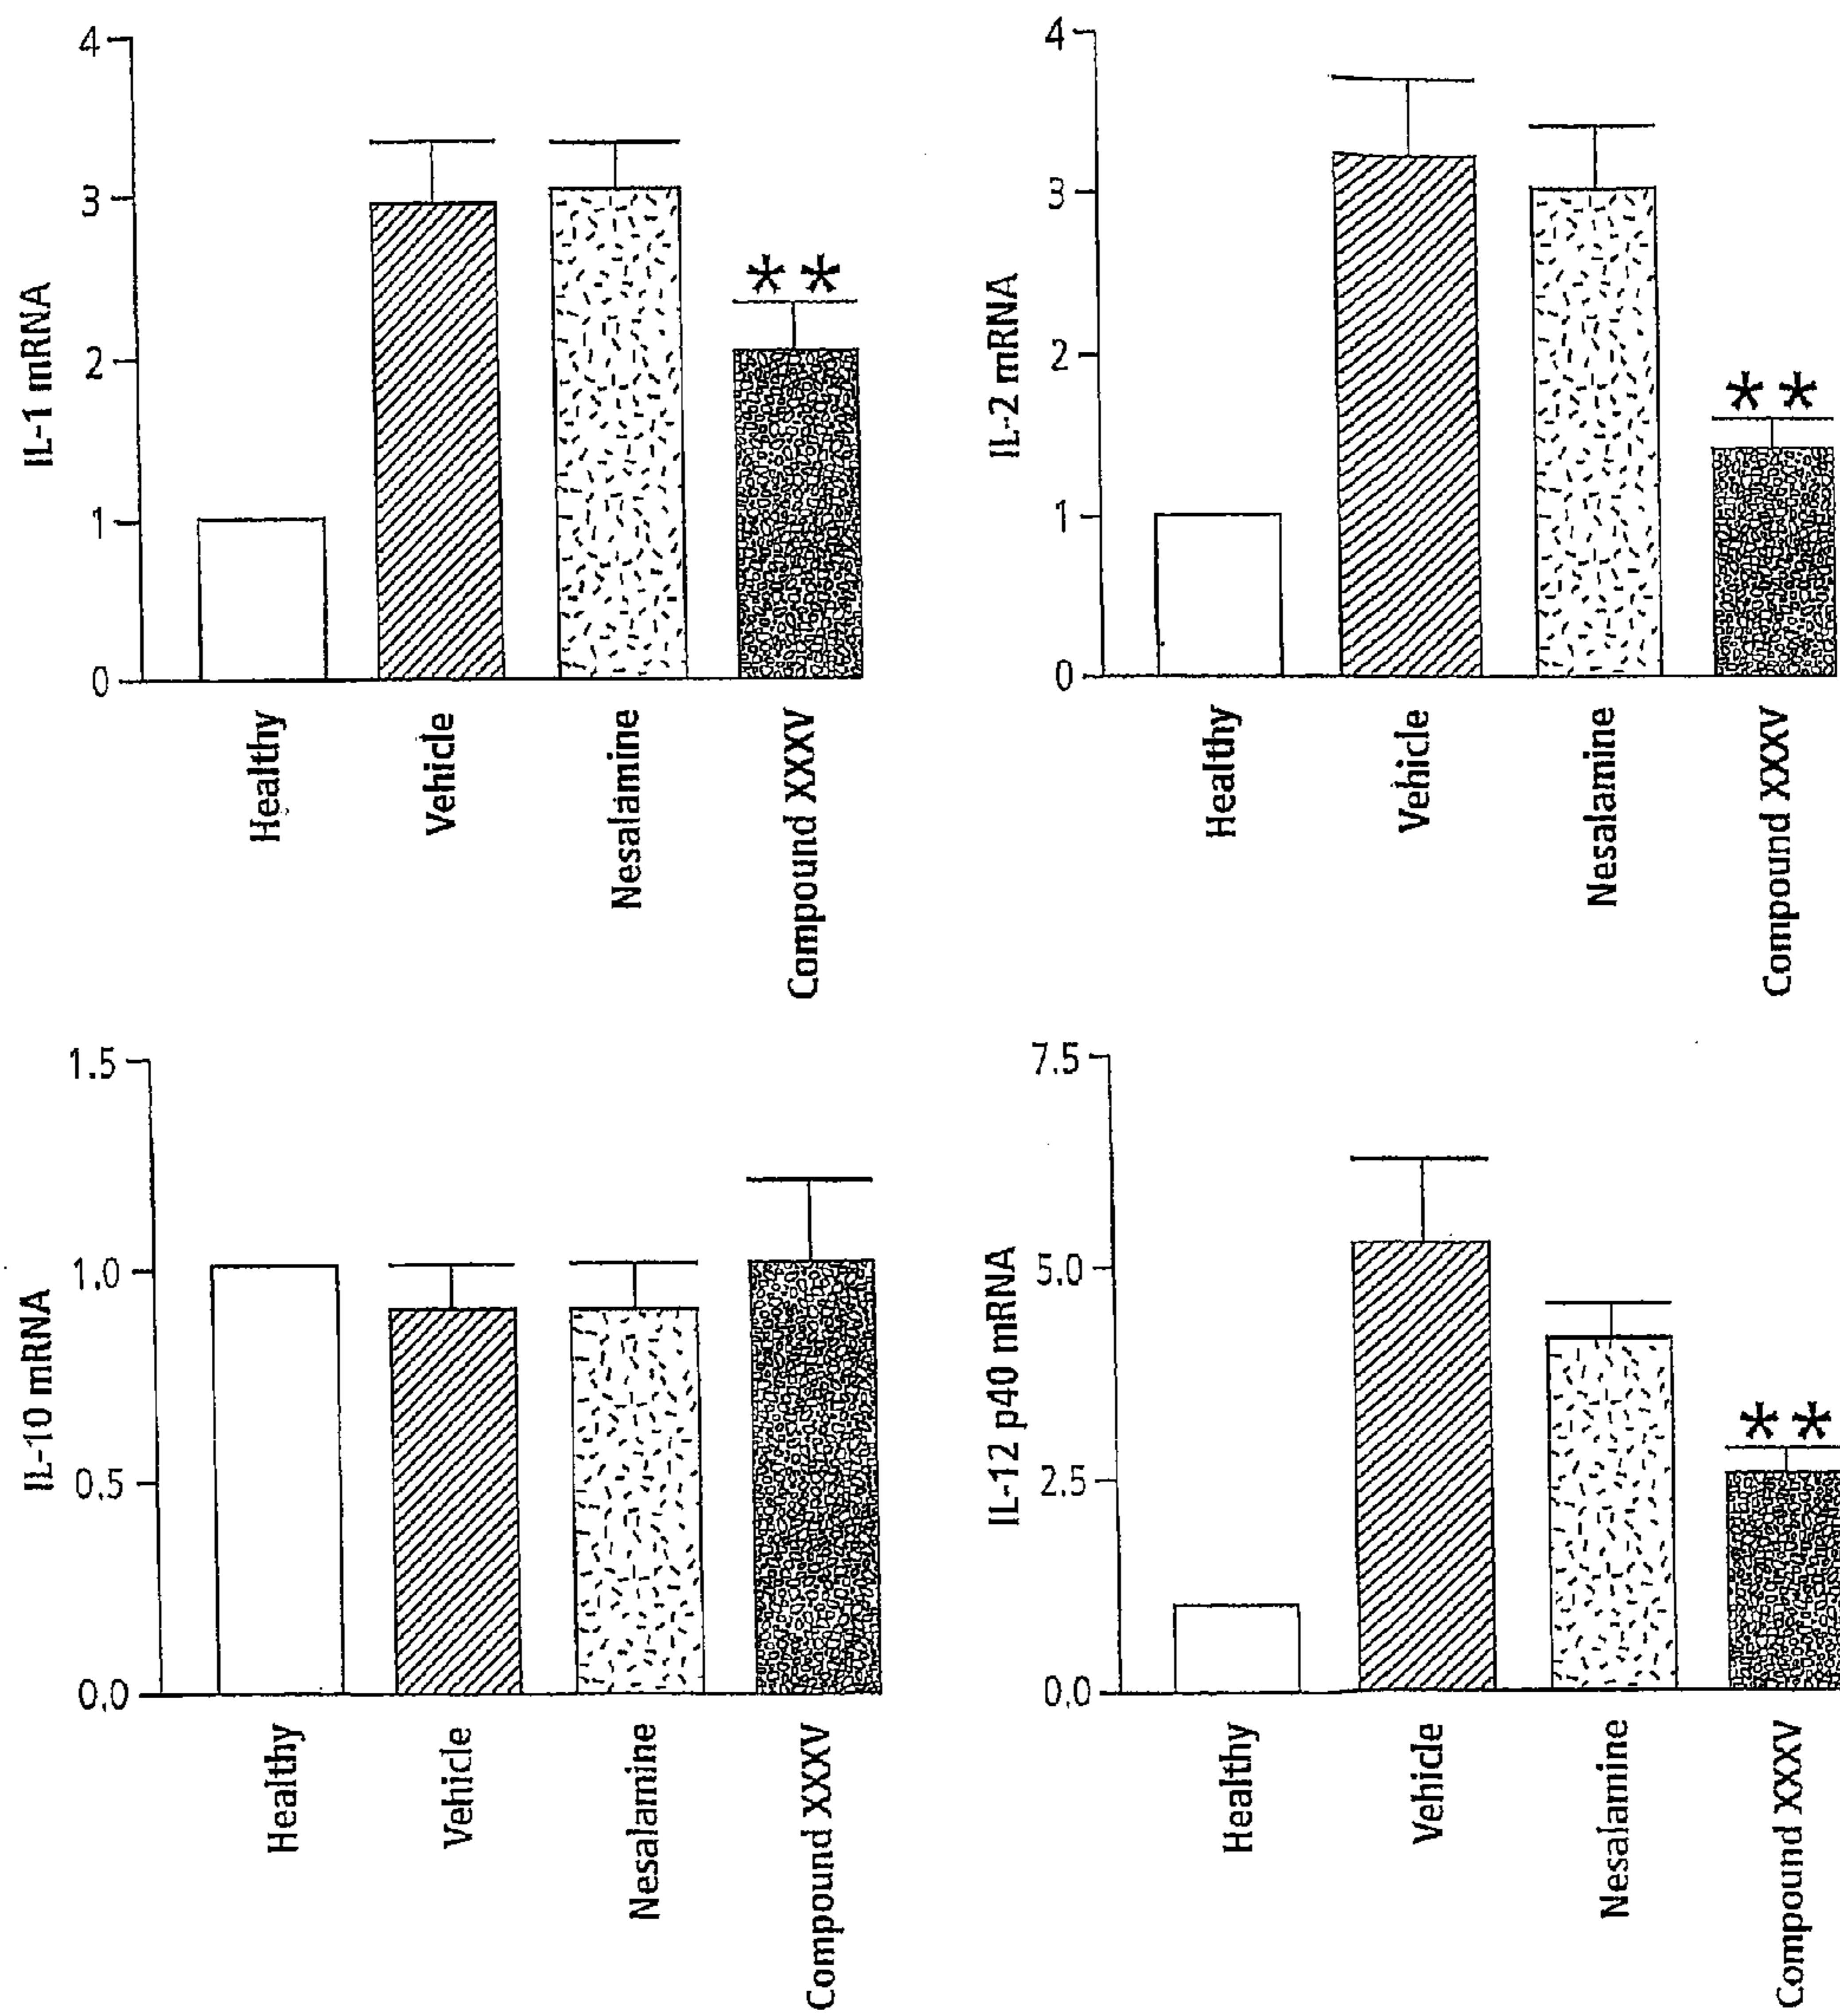 4
3
2
1
0
IL-1 mRNA
**
Healthy
Vehicle
Nesalamine
Compound XXXV
4
3
2
1
0
IL-2 mRNA
**
Healthy
Vehicle
Nesalamine
Compound XXXV
1.5
1.0
0.5
0.0
IL-10 mRNA
Healthy
Vehicle
Nesalamine
Compound XXXV
7.5
5.0
2.5
0.0
IL-12 p40 mRNA
**
Healthy
Vehicle
Nesalamine
Compound XXXV